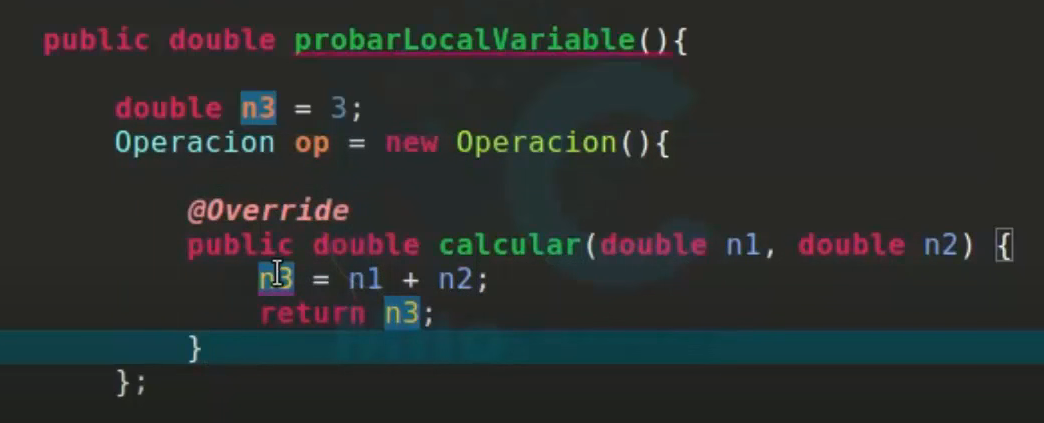 public double probarLocalVariable(){
double n3 = 3;
Operacion op = new Operacion(){
@Override
public double calcular(double n1, double n2) {
n3 = n1 + n2;
return n3;
}
};